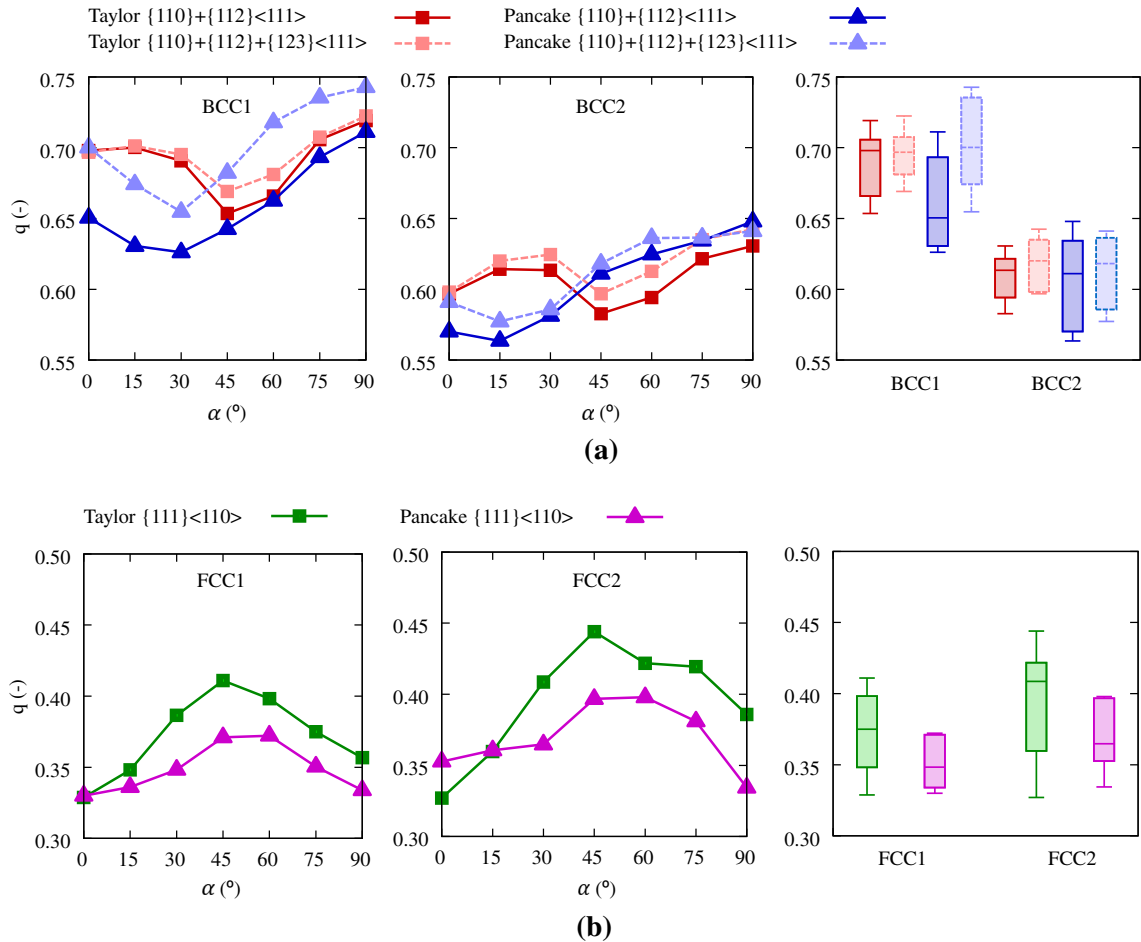 Taylor {110}+{112}<111>
Pancake {110}+{112}<111>
Taylor {110}+{112}+{123}<111>
Pancake {110}+{112}+{123}<111>
0.75
0.70
0.65
0.60
0.55
q (-)
BCC1
0 15 30 45 60 75 90
α (º)
0.75
0.70
0.65
0.60
0.55
BCC2
0 15 30 45 60 75 90
α (º)
0.75
0.70
0.65
0.60
0.55
BCC1 BCC2
(a)
Taylor {111}<110>
Pancake {111}<110>
0.50
0.45
0.40
0.35
0.30
q (-)
FCC1
0 15 30 45 60 75 90
α (º)
0.50
0.45
0.40
0.35
0.30
FCC2
0 15 30 45 60 75 90
α (º)
0.50
0.45
0.40
0.35
0.30
FCC1 FCC2
(b)